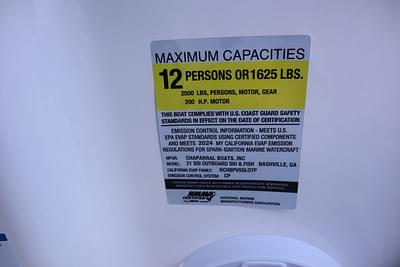 MAXIMUM CAPACITIES
12 PERSONS OR 1625 LBS.
2500 LBS, PERSONS, MOTOR, GEAR
200 H.P. MOTOR
THIS BOAT COMPLIES WITH U.S. COAST GUARD SAFETY
STANDARDS IN EFFECT ON THE DATE OF CERTIFICATION.
EMISSION CONTROL INFORMATION - MEETS U.S.
EPA EVAP STANDARDS USING CERTIFIED COMPONENTS
AND MEETS 2024 MY CALIFORNIA EVAP EMISSION
REGULATIONS FOR SPARK-IGNITION MARINE WATERCRAFT
MFGR: CHAPARRAL BOATS, INC
MODEL: 21 SSI OUTBOARD SKI & FISH NASHVILLE, GA
CALIFORNIA EVAP FAMILY:
EMISSION CONTROL SYSTEM: CP
NMMA CERTIFIED
NATIONAL MARINE
MANUFACTURERS ASSOCIATION